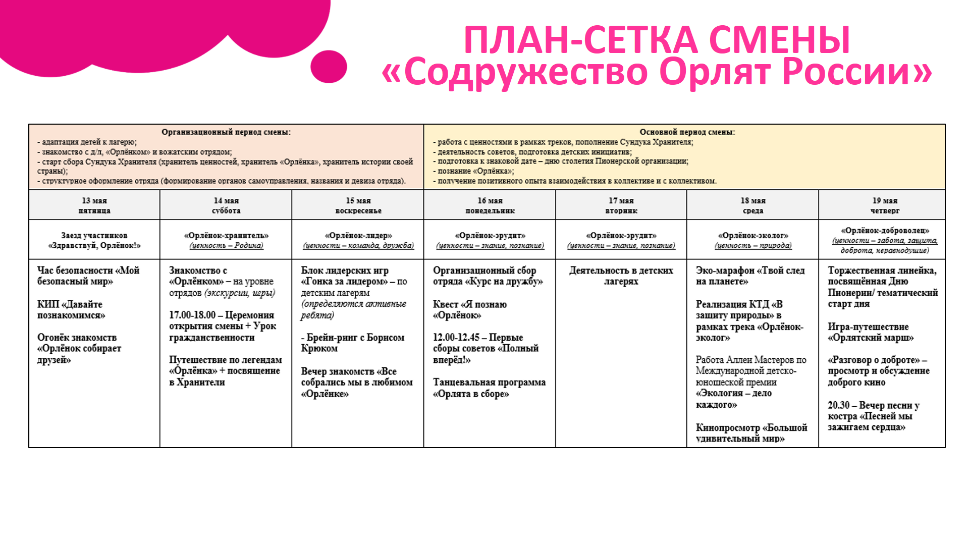 ПЛАН-СЕТКА СМЕНЫ
«Содружество Орлят России»
Организационный период смены:
- адаптация детей к лагерю;
- знакомство с д/л, «Орлёнком» и вожатским отрядом;
- старт сбора Сундука Хранителя (хранитель ценностей, хранитель «Орлёнка», хранитель истории своей
страны);
- структурное оформление отряда (формирование органов самоуправления, названия и девиза отряда).
Основной период смены:
- работа с ценностями в рамках треков, пополнение Сундука Хранителя;
- деятельность советов, подготовка детских инициатив;
- подготовка к знаковой дате – дню столетия Пионерской организации;
- познание «Орлёнка»;
- получение позитивного опыта взаимодействия в коллективе и с коллективом.
13 мая
пятница
14 мая
суббота
15 мая
воскресенье
16 мая
понедельник
17 мая
вторник
18 мая
среда
19 мая
четверг
Заезд участников
«Здравствуй, Орлёнок!»
«Орлёнок-хранитель»
(ценность – Родина)
«Орлёнок-лидер»
(ценности – команда, дружба)
«Орлёнок-эрудит»
(ценности – знание, познание)
«Орлёнок-эрудит»
(ценности – знание, познание)
«Орлёнок-эколог»
(ценность – природа)
«Орлёнок-доброволец»
(ценности – забота, защита,
доброта, неравнодушие)
Час безопасности «Мой
безопасный мир»
КИП «Давайте
познакомимся»
Огонёк знакомств
«Орлёнок собирает
друзей»
Знакомство с
«Орлёнком» – на уровне
отрядов (экскурсии, игры)
17.00-18.00 – Церемония
открытия смены + Урок
гражданственности
Путешествие по легендам
«Орлёнка» + посвящение
в Хранители
Блок лидерских игр
«Гонка за лидером» – по
детским лагерям
(определяются активные
ребята)
- Брейн-ринг с Борисом
Крюком
Вечер знакомств «Все
собрались мы в любимом
«Орлёнке»
Организационный сбор
отряда «Курс на дружбу»
Квест «Я познаю
«Орлёнок»
12.00-12.45 – Первые
сборы советов «Полный
вперёд!»
Танцевальная программа
«Орлята в сборе»
Деятельность в детских
лагерях
Эко-марафон «Твой след
на планете»
Реализация КТД «В
защиту природы» в
рамках трека «Орлёнок-
эколог»
Работа Аллеи Мастеров по
Международной детско-
юношеской премии
«Экология – дело
каждого»
Кинопросмотр «Большой
удивительный мир»
Торжественная линейка,
посвящённая Дню
Пионерии/ тематический
старт дня
Игра-путешествие
«Орлятский марш»
«Разговор о доброте» –
просмотр и обсуждение
доброго кино
20.30 – Вечер песни у
костра «Песней мы
зажигаем сердца»